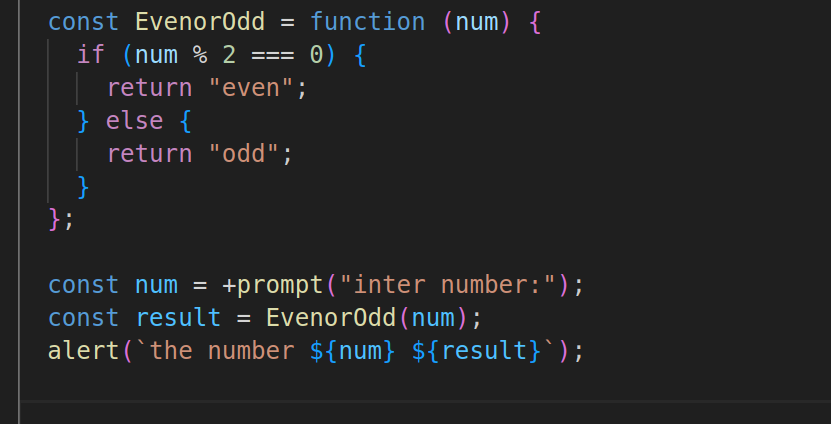 const EvenorOdd = function (num) {
  if (num % 2 === 0) {
    return "even";
  } else {
    return "odd";
  }
};

const num = +prompt("inter number:");
const result = EvenorOdd(num);
alert(`the number ${num} ${result}`);